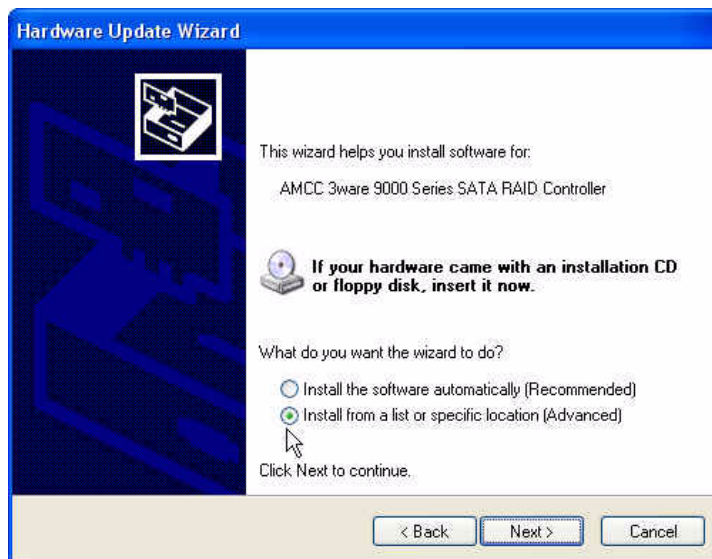 Hardware Update Wizard
This wizard helps you install software for:
AMCC 3ware 9000 Series SATA RAID Controller
If your hardware came with an installation CD
or floppy disk, insert it now.
What do you want the wizard to do?
Install the software automatically (Recommended)
Install from a list or specific location (Advanced)
Click Next to continue.
< Back Next > Cancel